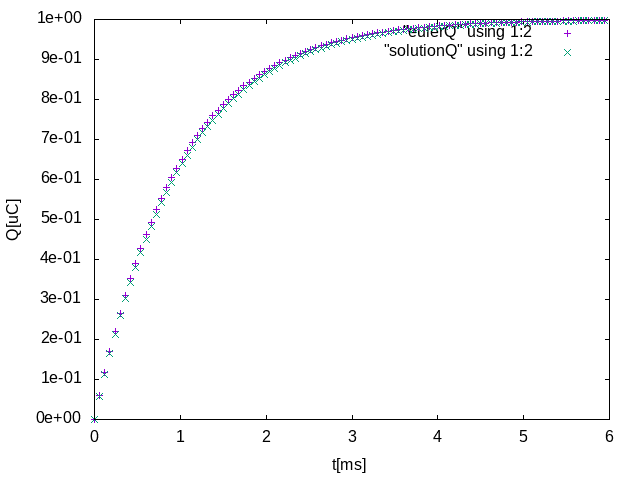 1e+00
9e-01
8e-01
7e-01
6e-01
5e-01
4e-01
3e-01
2e-01
1e-01
0e+00
Q[uC]
"eulerQ" using 1:2
"solutionQ" using 1:2
0 1 2 3 4 5 6
t[ms]